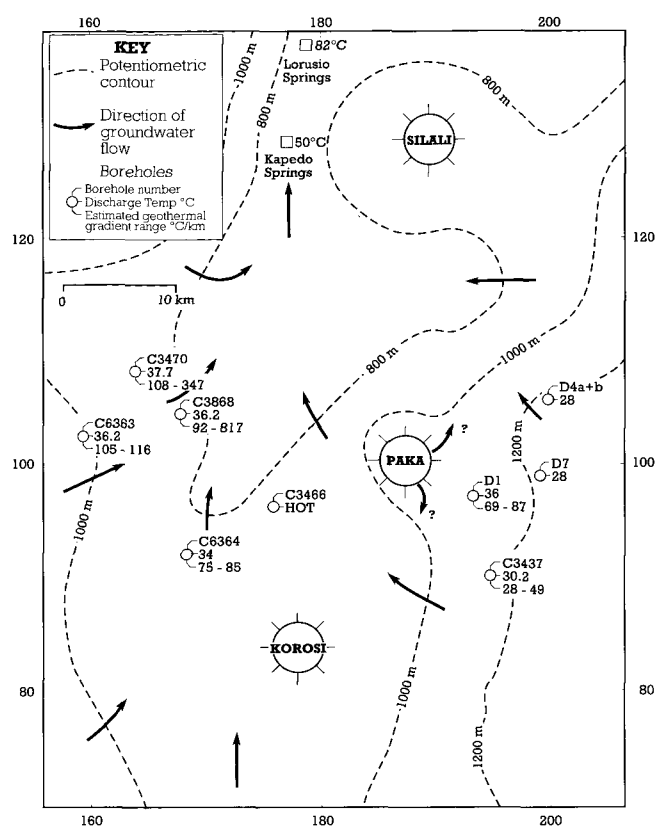 160
180
200
KEY
Potentiometric
contour
Direction of
groundwater
flow
Boreholes
Borehole number
Discharge Temp °C
Estimated geothermal
gradient range °C/km
1000 m
800 m
82°C
Lorusio
Springs
50°C
Kapedo
Springs
SILALI
800 m
120
120
0
10 km
800 m
1000 m
C3470
37.7
108 - 347
C3868
36.2
92 - 817
C6363
36.2
105 - 116
D4a+b
28
1200 m
?
100
100
PAKA
D7
28
D1
36
69 - 87
?
C3466
HOT
1000 m
C6364
34
75 - 85
C3437
30.2
28 - 49
KOROSI
80
80
1000 m
1200 m
160
180
200